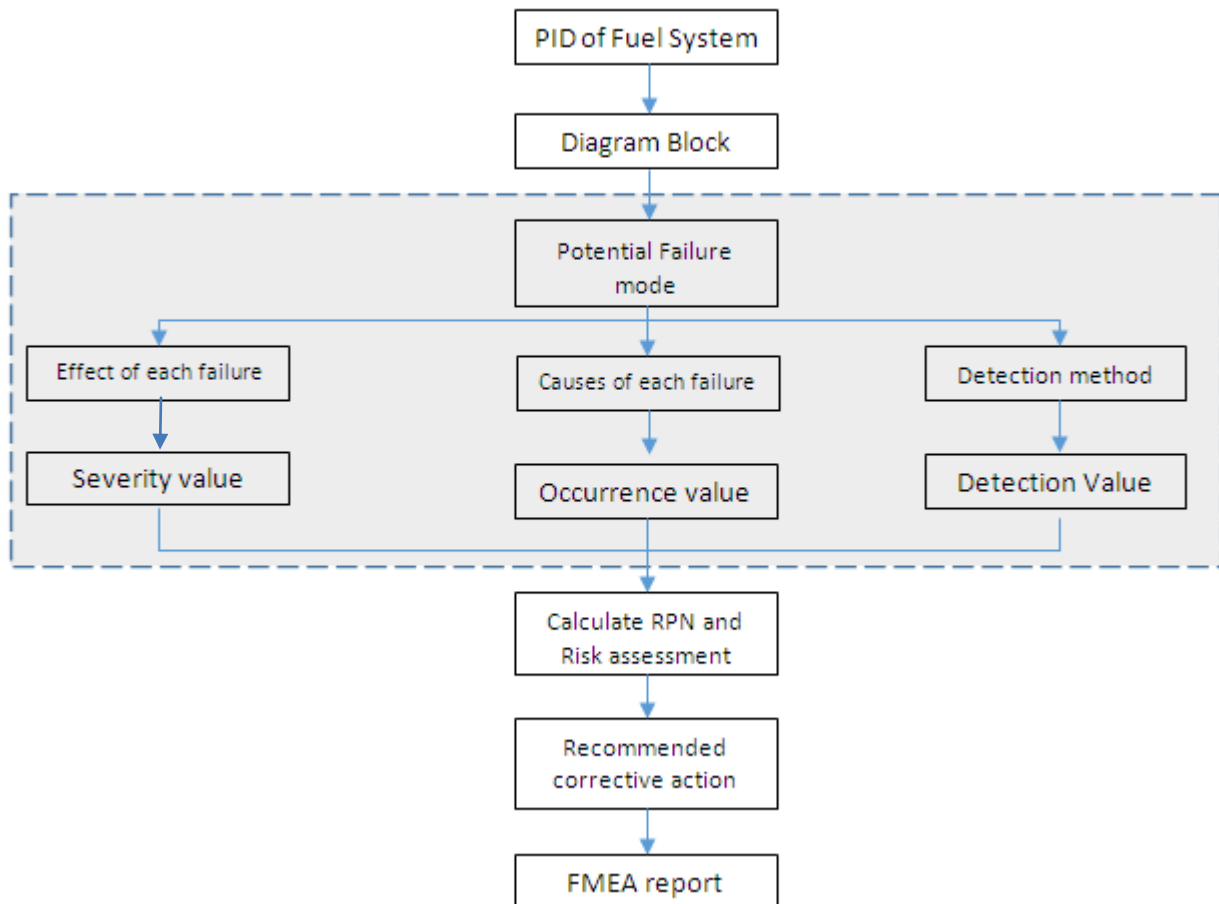 PID of Fuel System
Diagram Block
Potential Failure
mode
Effect of each failure
Causes of each failure
Detection method
Severity value
Occurrence value
Detection Value
Calculate RPN and
Risk assessment
Recommended
corrective action
FMEA report